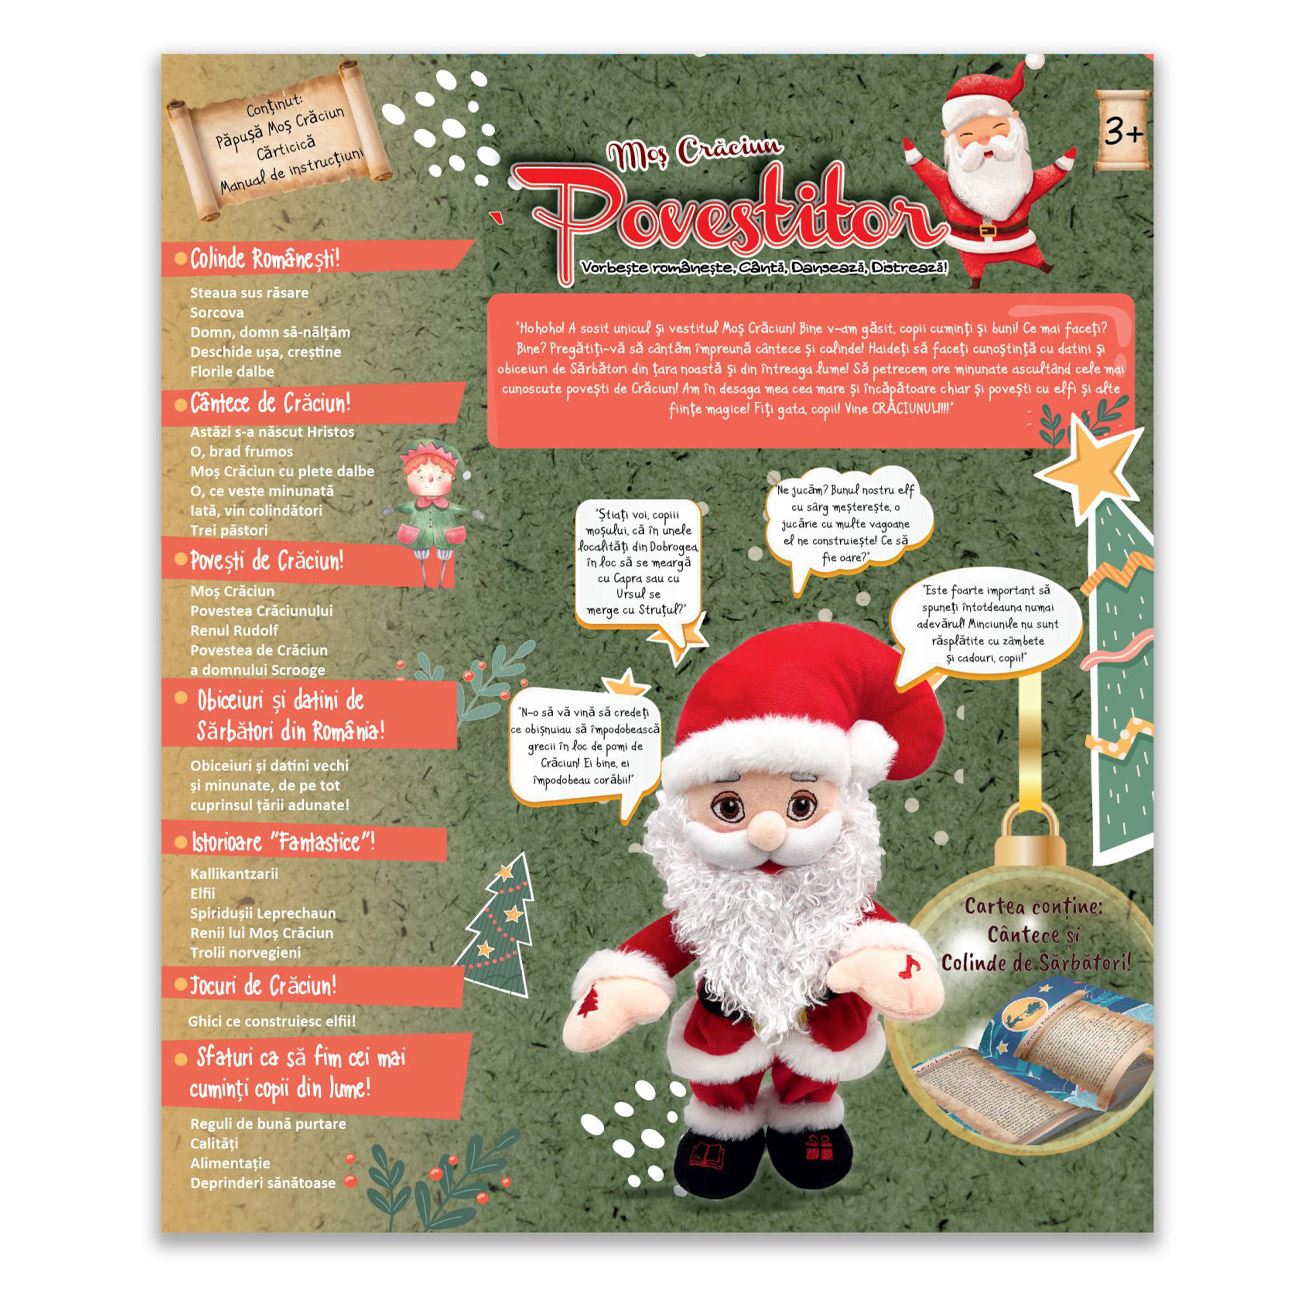 Conținut:
Păpușă Moș Crăciun
Cărticică
Manual de instrucțiuni
3+
Moș Crăciun
Povestitor
Vorbește românește, Cântă, Dansează, Distrează!
"Hohoho! A sosit unicul și vestitul Moș Crăciun! Bine v-am găsit, copii cuminți și buni! Ce mai faceți?
Bine? Pregătiți-vă să cântăm împreună cântece și colinde! Haideți să faceți cunoștință cu datini și
obiceiuri de Sărbători din țara noastă și din întreaga lume! Să petrecem ore minunate ascultând cele mai
cunoscute povești de Crăciun! Am în desaga mea cea mare și încăpătoare chiar și povești cu elfi și alte
ființe magice! Fiți gata, copii! Vine CRĂCIUNUL!!!!"
Colinde Românești!
Steaua sus răsare
Sorcova
Domn, domn să-nălțăm
Deschide ușa, creștine
Florile dalbe
Cântece de Crăciun!
Astăzi s-a născut Hristos
O, brad frumos
Moș Crăciun cu plete dalbe
O, ce veste minunată
Iată, vin colindători
Trei păstori
Povești de Crăciun!
Moș Crăciun
Povestea Crăciunului
Renul Rudolf
Povestea de Crăciun
a domnului Scrooge
Obiceiuri și datini de
Sărbători din România!
Obiceiuri și datini vechi
și minunate, de pe tot
cuprinsul țării adunate!
Istorioare "Fantastice"!
Kallikantzarii
Elfii
Spiridușii Leprechaun
Renii lui Moș Crăciun
Trolii norvegieni
Jocuri de Crăciun!
Ghici ce construiesc elfii!
Sfaturi ca să fim cei mai
cuminți copii din lume!
Reguli de bună purtare
Calități
Alimentație
Deprinderi sănătoase
"Știați voi, copiii
moșului, că în unele
localități din Dobrogea,
în loc să se meargă
cu Capra sau cu
Ursul se
merge cu Struțul?"
Ne jucăm? Bunul nostru elf
cu sârg meșterește, o
jucărie cu multe vagoane
el ne construiește! Ce să
fie oare?"
"Este foarte important să
spuneți întotdeauna numai
adevărul! Minciunile nu sunt
răsplătite cu zâmbete
și cadouri, copii!"
"N-o să vă vină să credeți
ce obișnuiau să împodobească
grecii în loc de pomi de
Crăciun! Ei bine, ei
împodobeau corăbii!"
Cartea conține:
Cântece și
Colinde de Sărbători!